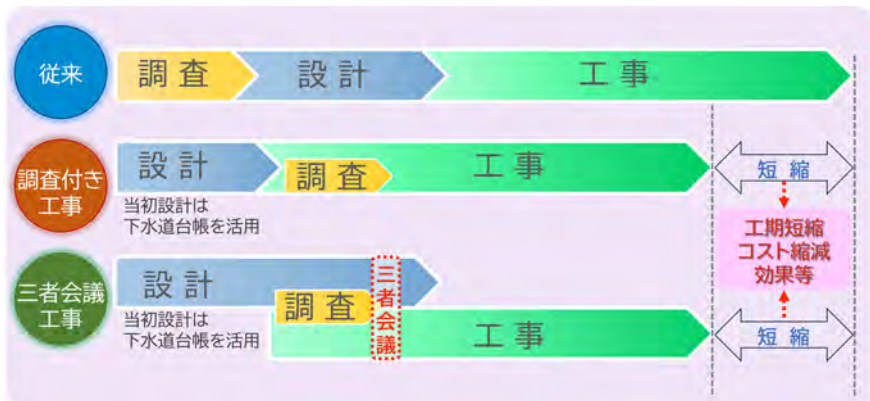 従来
調査
設計
工事
調査付き
工事
設計
調査
工事
短縮
当初設計は
下水道台帳を活用
工期短縮
コスト縮減
効果等
三者会議
工事
設計
調査
三者会議
工事
短縮
当初設計は
下水道台帳を活用